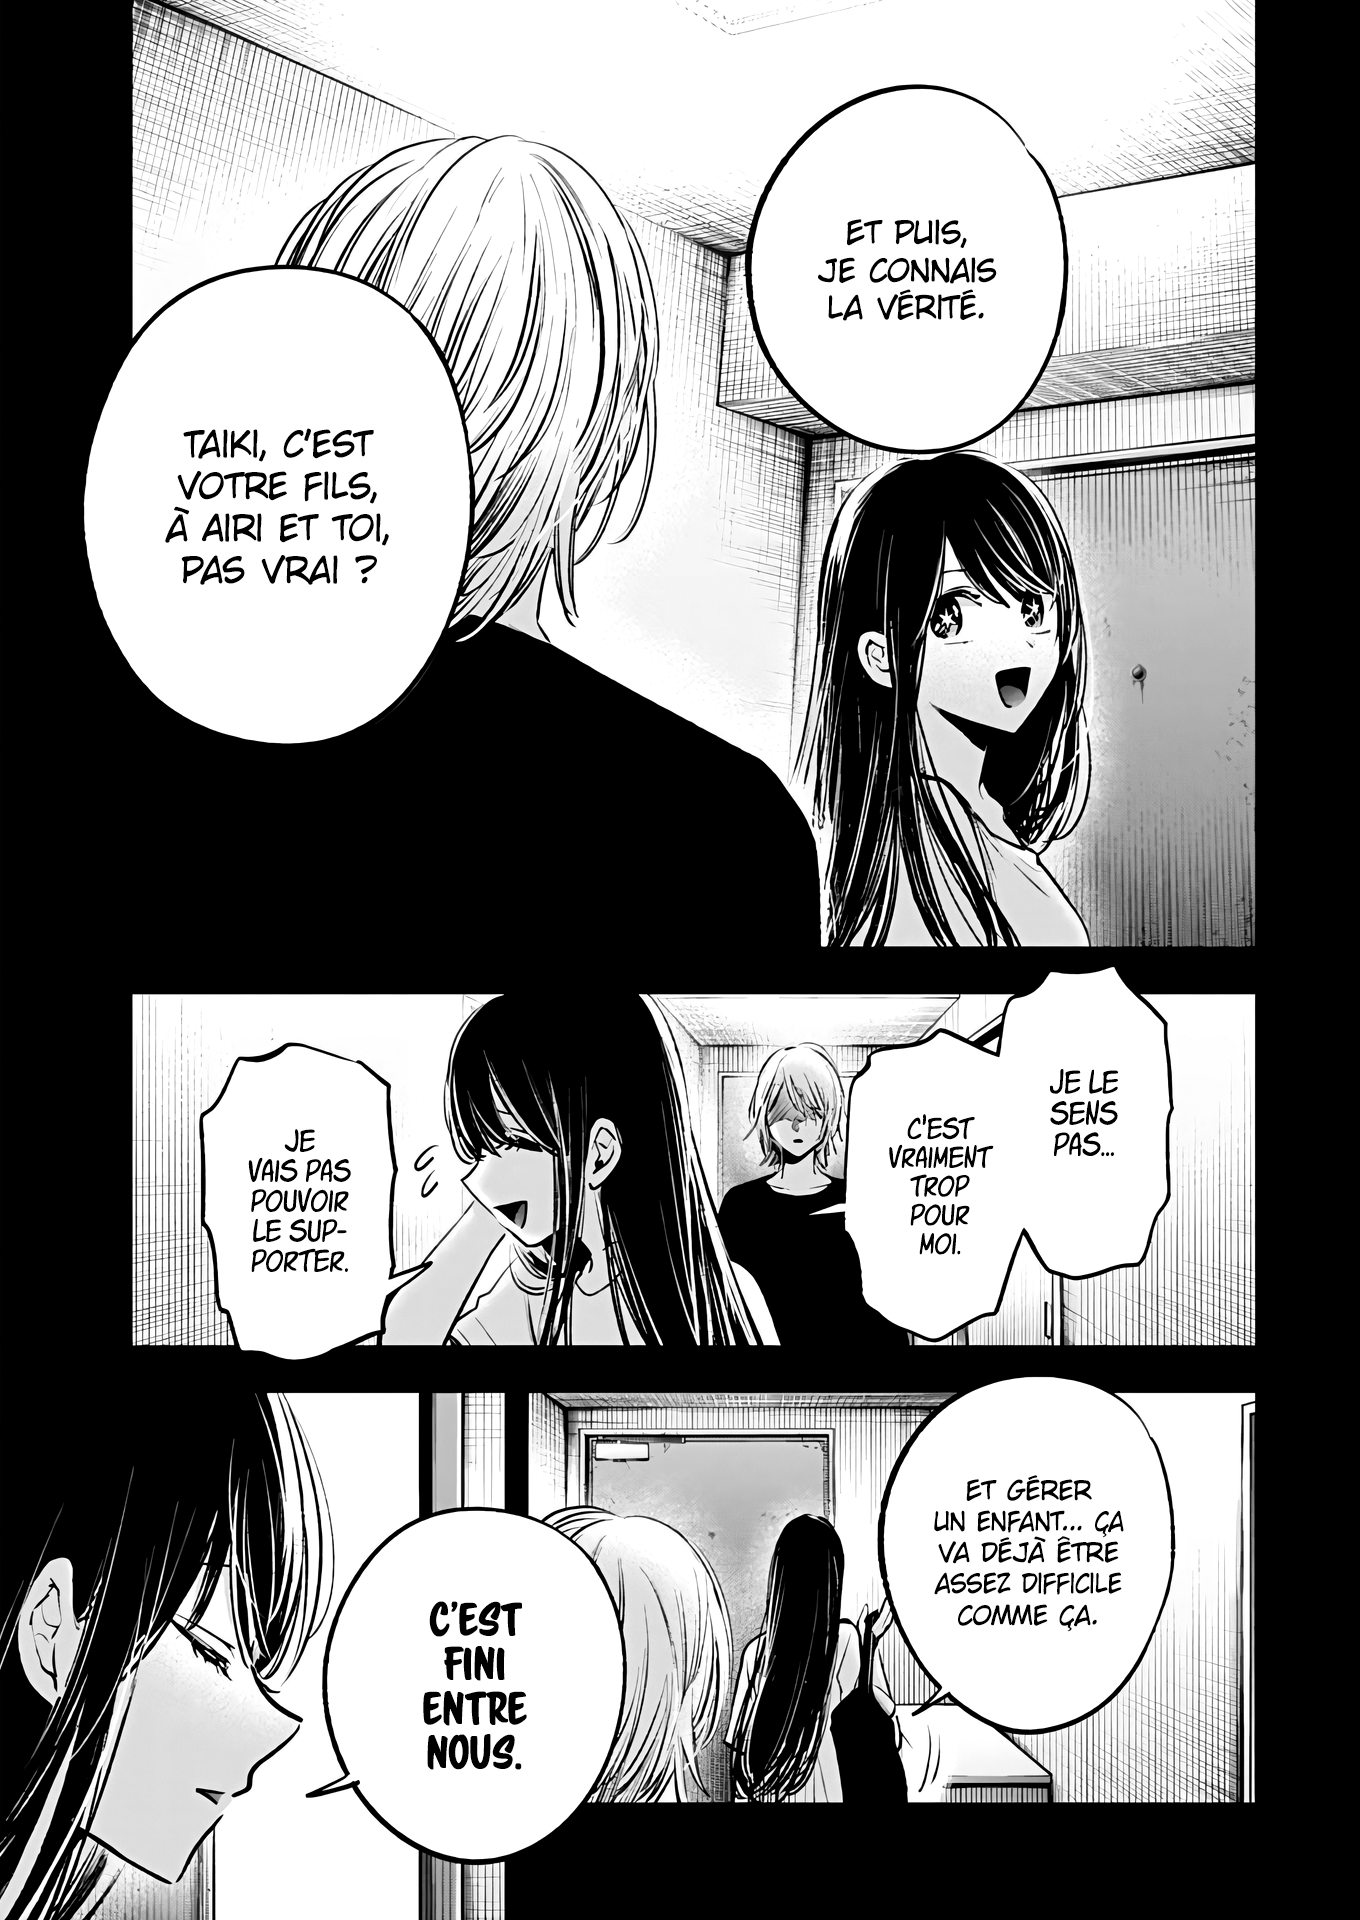 ET PUIS,
JE CONNAIS
LA VÉRITÉ.
TAIKI, C'EST
VOTRE FILS,
À AIRI ET TOI,
PAS VRAI ?
JE LE
SENS
PAS...
C'EST
VRAIMENT
TROP
POUR
MOI.
JE
VAIS PAS
POUVOIR
LE SUP-
PORTER.
ET GÉRER
UN ENFANT... ÇA
VA DÉJÀ ÊTRE
ASSEZ DIFFICILE
COMME ÇA.
C'EST
FINI
ENTRE
NOUS.